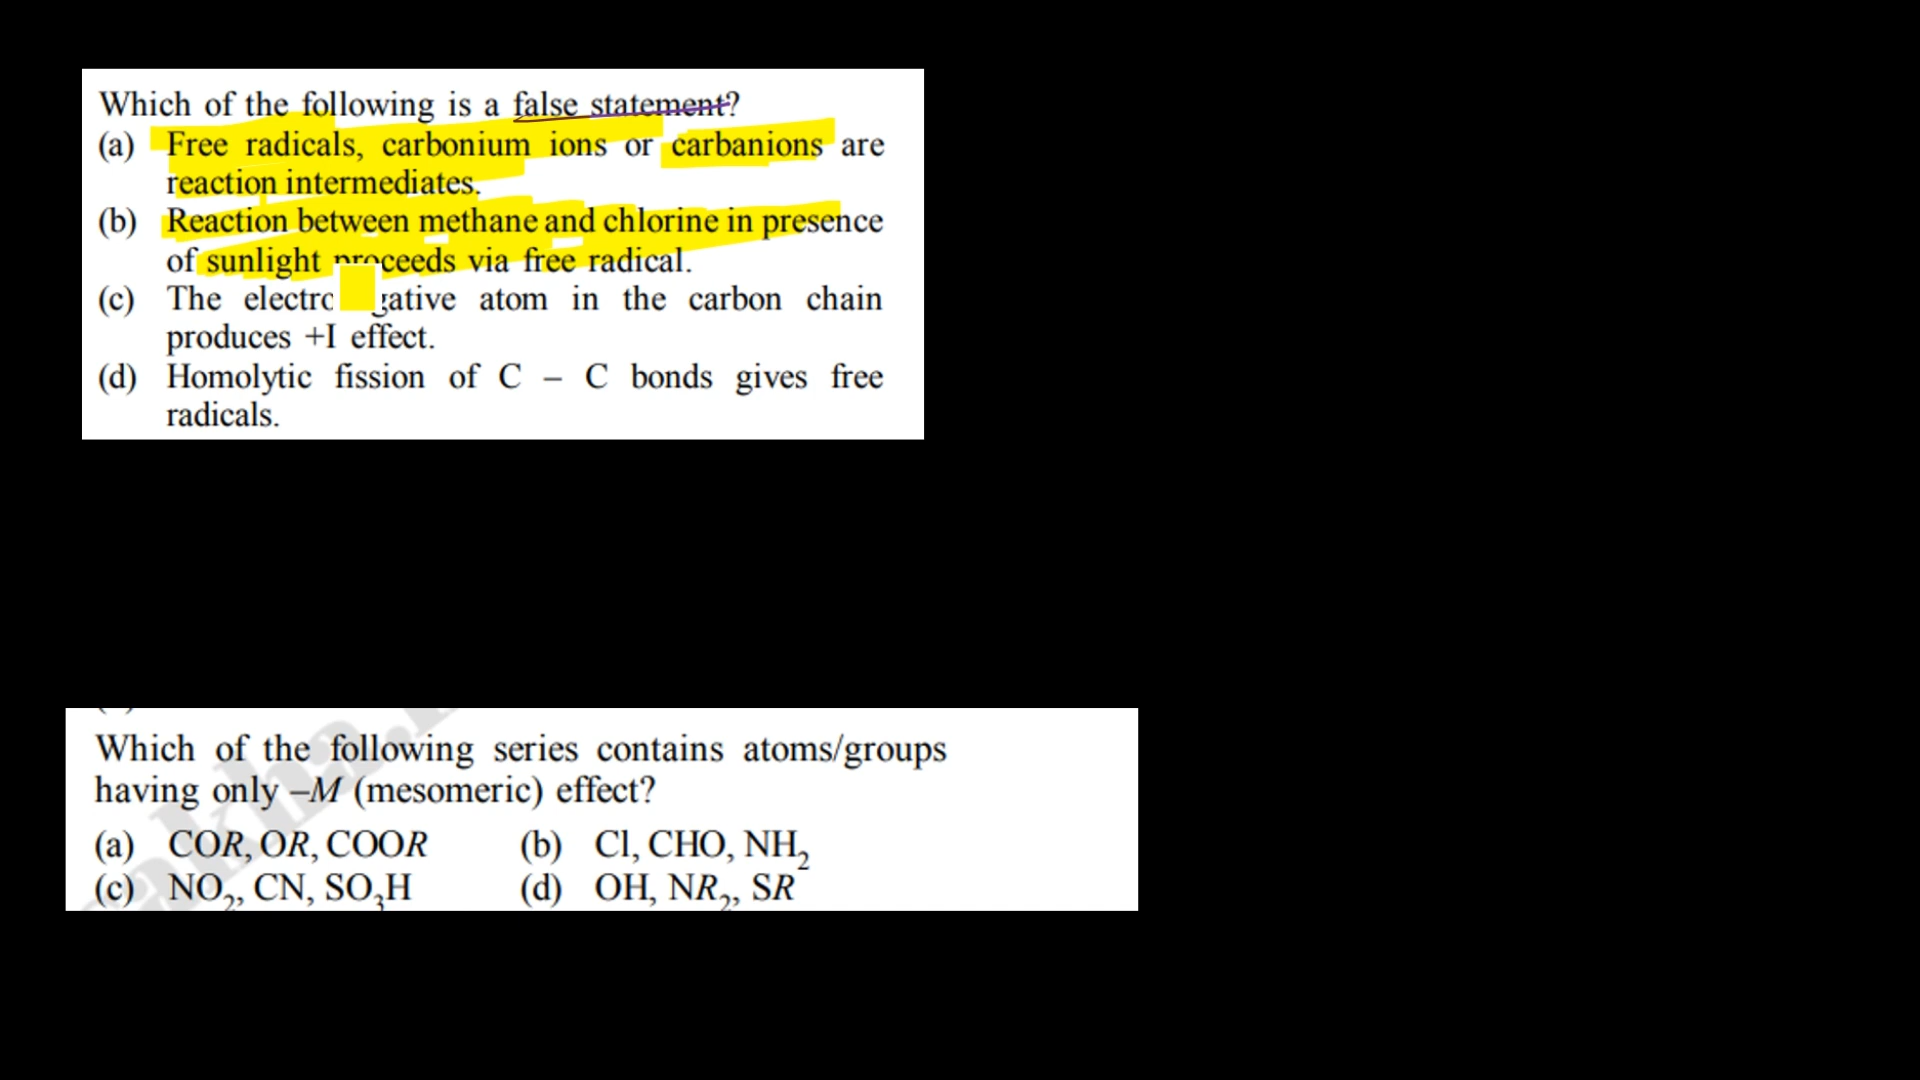 Which of the following is a false statement?
(a) Free radicals, carbonium ions or carbanions are
reaction intermediates.
(b) Reaction between methane and chlorine in presence
of sunlight proceeds via free radical.
(c) The electro gative atom in the carbon chain
produces +I effect.
(d) Homolytic fission of C – C bonds gives free
radicals.
Which of the following series contains atoms/groups
having only –M (mesomeric) effect?
(a) COR, OR, COOR (b) Cl, CHO, NH₂
(c) NO₂, CN, SO₃H (d) OH, NR₂, SR